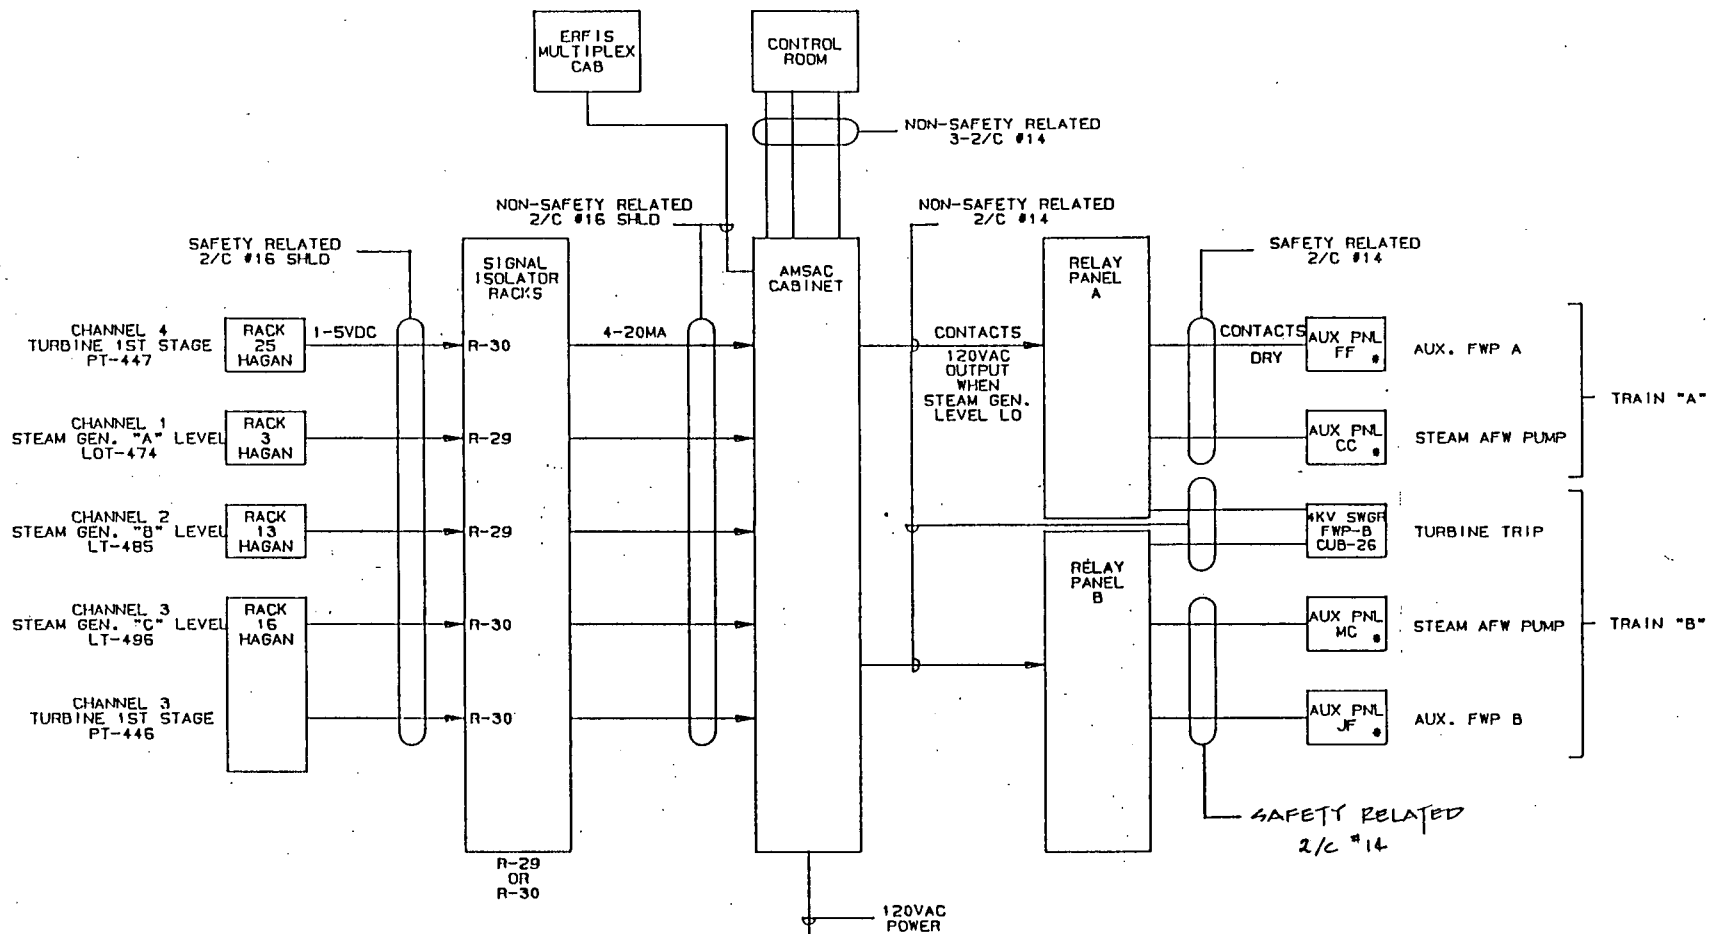 ERFIS
MULTIPLEX
CAB
CONTROL
ROOM
NON-SAFETY RELATED
3-2/C #14
NON-SAFETY RELATED
2/C #16 SHLD
NON-SAFETY RELATED
2/C #14
SAFETY RELATED
2/C #16 SHLD
SAFETY RELATED
2/C #14
SIGNAL
ISOLATOR
RACKS
AMSAC
CABINET
RELAY
PANEL
A
CHANNEL 4
TURBINE 1ST STAGE
PT-447
RACK
25
HAGAN
1-5VDC
R-30
4-20MA
CONTACTS
120VAC
OUTPUT
WHEN
STEAM GEN.
LEVEL LO
CONTACTS
DRY
AUX PNL
FF #
AUX. FWP A
TRAIN "A"
CHANNEL 1
STEAM GEN. "A" LEVEL
LOT-474
RACK
3
HAGAN
R-29
AUX PNL
CC #
STEAM AFW PUMP
CHANNEL 2
STEAM GEN. "B" LEVEL
LT-485
RACK
13
HAGAN
R-29
4KV SWGR
FWP-B
CUB-26
TURBINE TRIP
RELAY
PANEL
B
CHANNEL 3
STEAM GEN. "C" LEVEL
LT-496
RACK
16
HAGAN
R-30
AUX PNL
MC #
STEAM AFW PUMP
TRAIN "B"
CHANNEL 3
TURBINE 1ST STAGE
PT-446
R-30
AUX PNL
JF #
AUX. FWP B
SAFETY RELATED
2/C #14
R-29
OR
R-30
120VAC
POWER